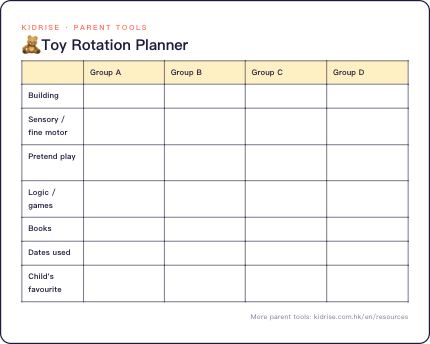 KIDRISE · PARENT TOOLS
Toy Rotation Planner
Group A Group B Group C Group D
Building
Sensory /
fine motor
Pretend play
Logic /
games
Books
Dates used
Child's
favourite
More parent tools: kidrise.com.hk/en/resources